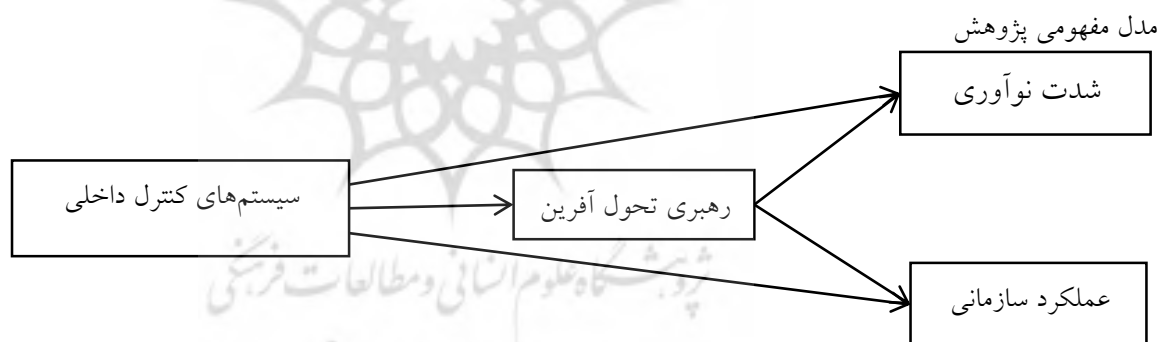 مدل مفهومی پژوهش
شدت نوآوری
سیستم‌های کنترل داخلی
رهبری تحول آفرین
پژوهشگاه علوم انسانی و مطالعات فرهنگی
عملکرد سازمانی